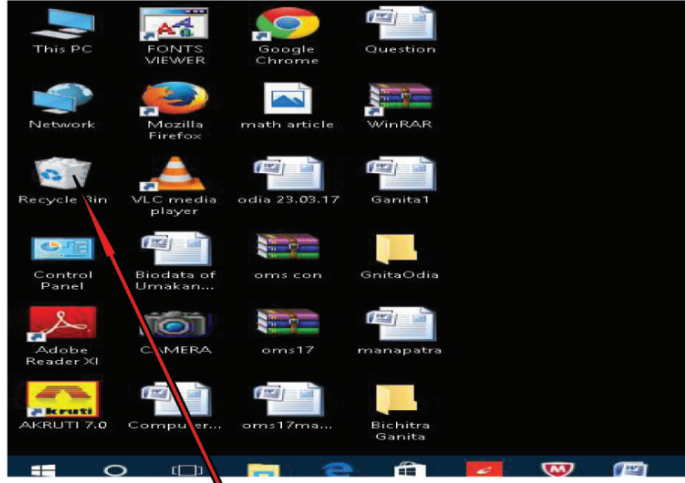 This PC
FONTS VIEWER
Google Chrome
Question
Network
Mozilla Firefox
math article
WinRAR
Recycle Bin
VLC media player
odia 23.03.17
Ganita1
Control Panel
Biodata of Umakan...
oms con
GnitaOdia
Adobe Reader XI
CAMERA
oms17
manapatra
AKRUTI 7.0
Computer...
oms17ma...
Bichitra Ganita